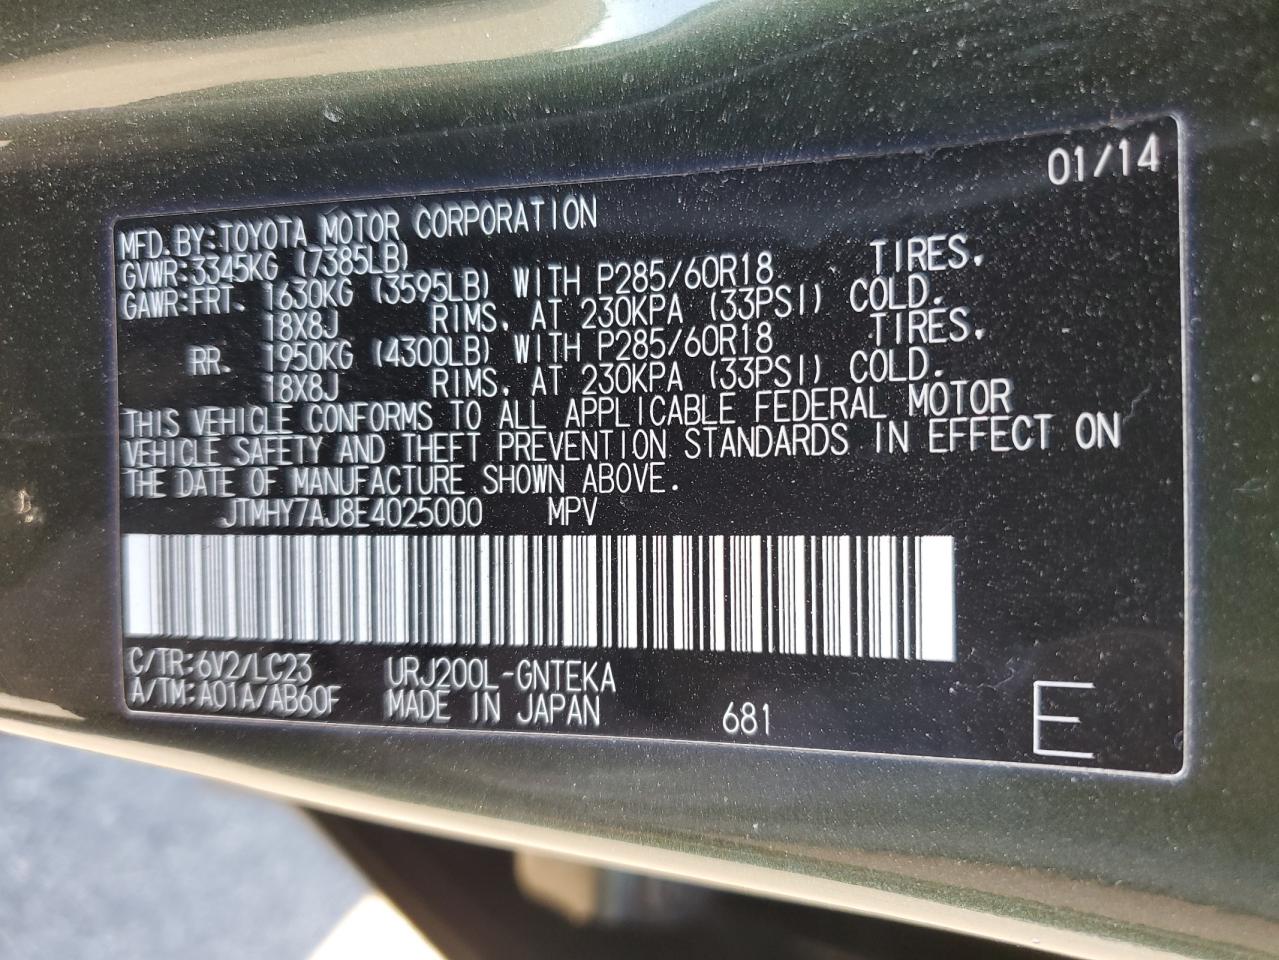 01/14
MFD.BY:TOYOTA MOTOR CORPORATION
GVWR:3345KG (7385LB)
GAWR:FRT. 1630KG (3595LB) WITH P285/60R18 TIRES,
18X8J RIMS, AT 230KPA (33PSI) COLD.
RR. 1950KG (4300LB) WITH P285/60R18 TIRES,
18X8J RIMS, AT 230KPA (33PSI) COLD.
THIS VEHICLE CONFORMS TO ALL APPLICABLE FEDERAL MOTOR
VEHICLE SAFETY AND THEFT PREVENTION STANDARDS IN EFFECT ON
THE DATE OF MANUFACTURE SHOWN ABOVE.
JTMHY7AJ8E4025000 MPV
C/TR:6V2/LC23 URJ200L-GNTEKA
A/TM:A01A/AB60F MADE IN JAPAN 681 E